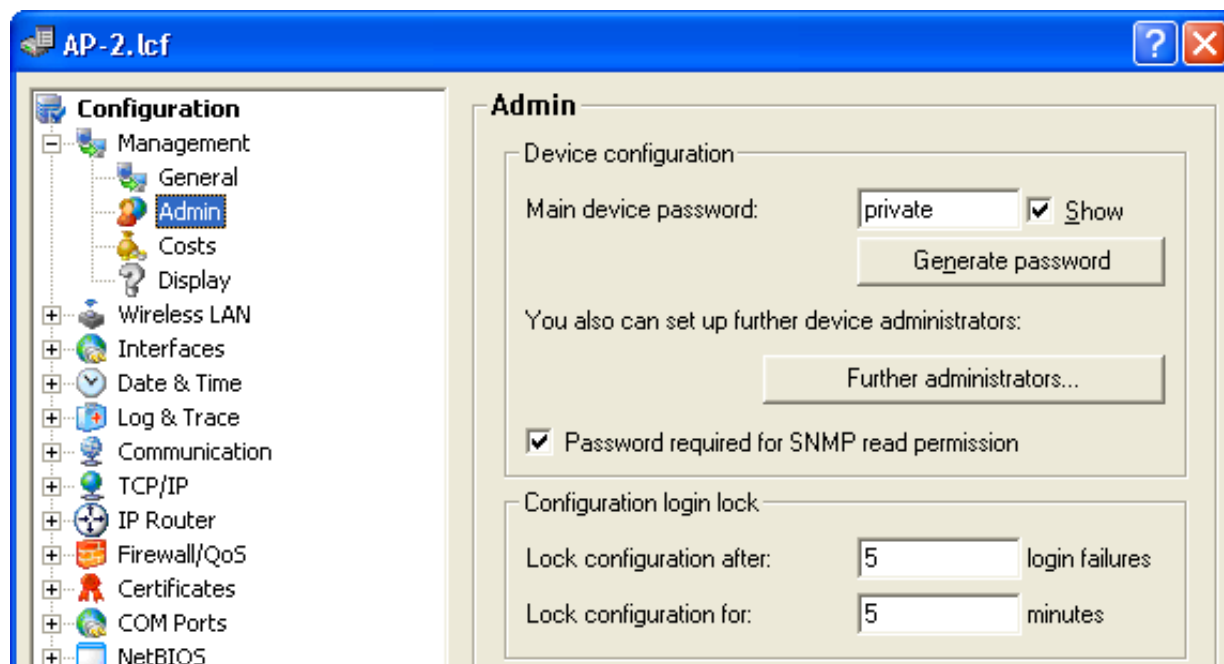 AP-2.lcf
Configuration
Management
General
Admin
Costs
Display
Wireless LAN
Interfaces
Date & Time
Log & Trace
Communication
TCP/IP
IP Router
Firewall/QoS
Certificates
COM Ports
NetBIOS
Admin
Device configuration
Main device password: private Show
Generate password
You also can set up further device administrators:
Further administrators...
Password required for SNMP read permission
Configuration login lock
Lock configuration after: 5 login failures
Lock configuration for: 5 minutes